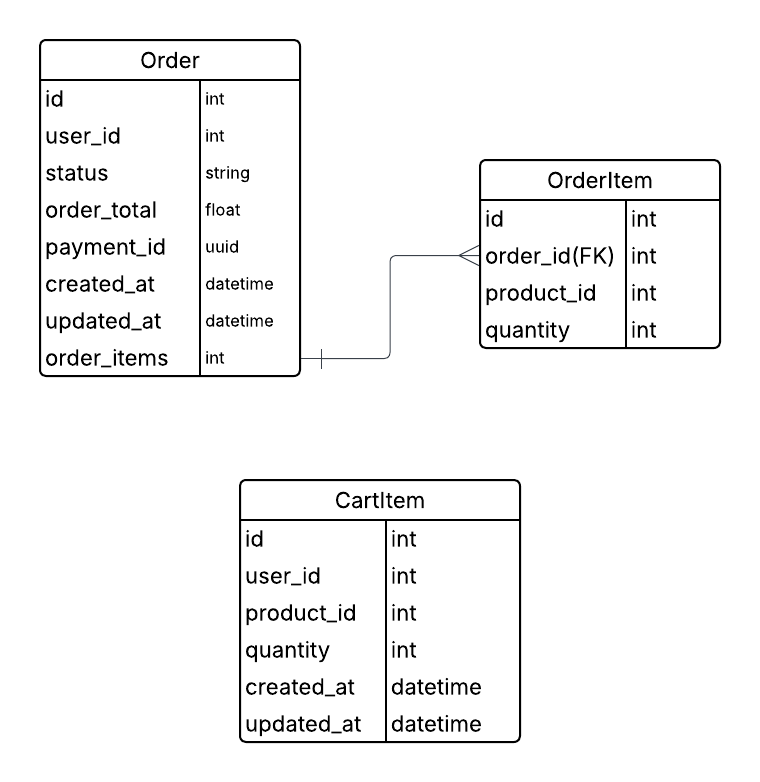 Order
id int
user_id int
status string
order_total float
payment_id uuid
created_at datetime
updated_at datetime
order_items int
OrderItem
id int
order_id(FK) int
product_id int
quantity int
CartItem
id int
user_id int
product_id int
quantity int
created_at datetime
updated_at datetime